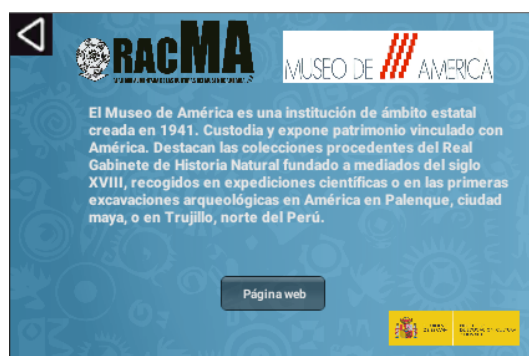 RACMA
MUSEO DE AMERICA
El Museo de América es una institución de ámbito estatal
creada en 1941. Custodia y expone patrimonio vinculado con
América. Destacan las colecciones procedentes del Real
Gabinete de Historia Natural fundado a mediados del siglo
XVIII, recogidos en expediciones científicas o en las primeras
excavaciones arqueológicas en América en Palenque, ciudad
maya, o en Trujillo, norte del Perú.
Página web